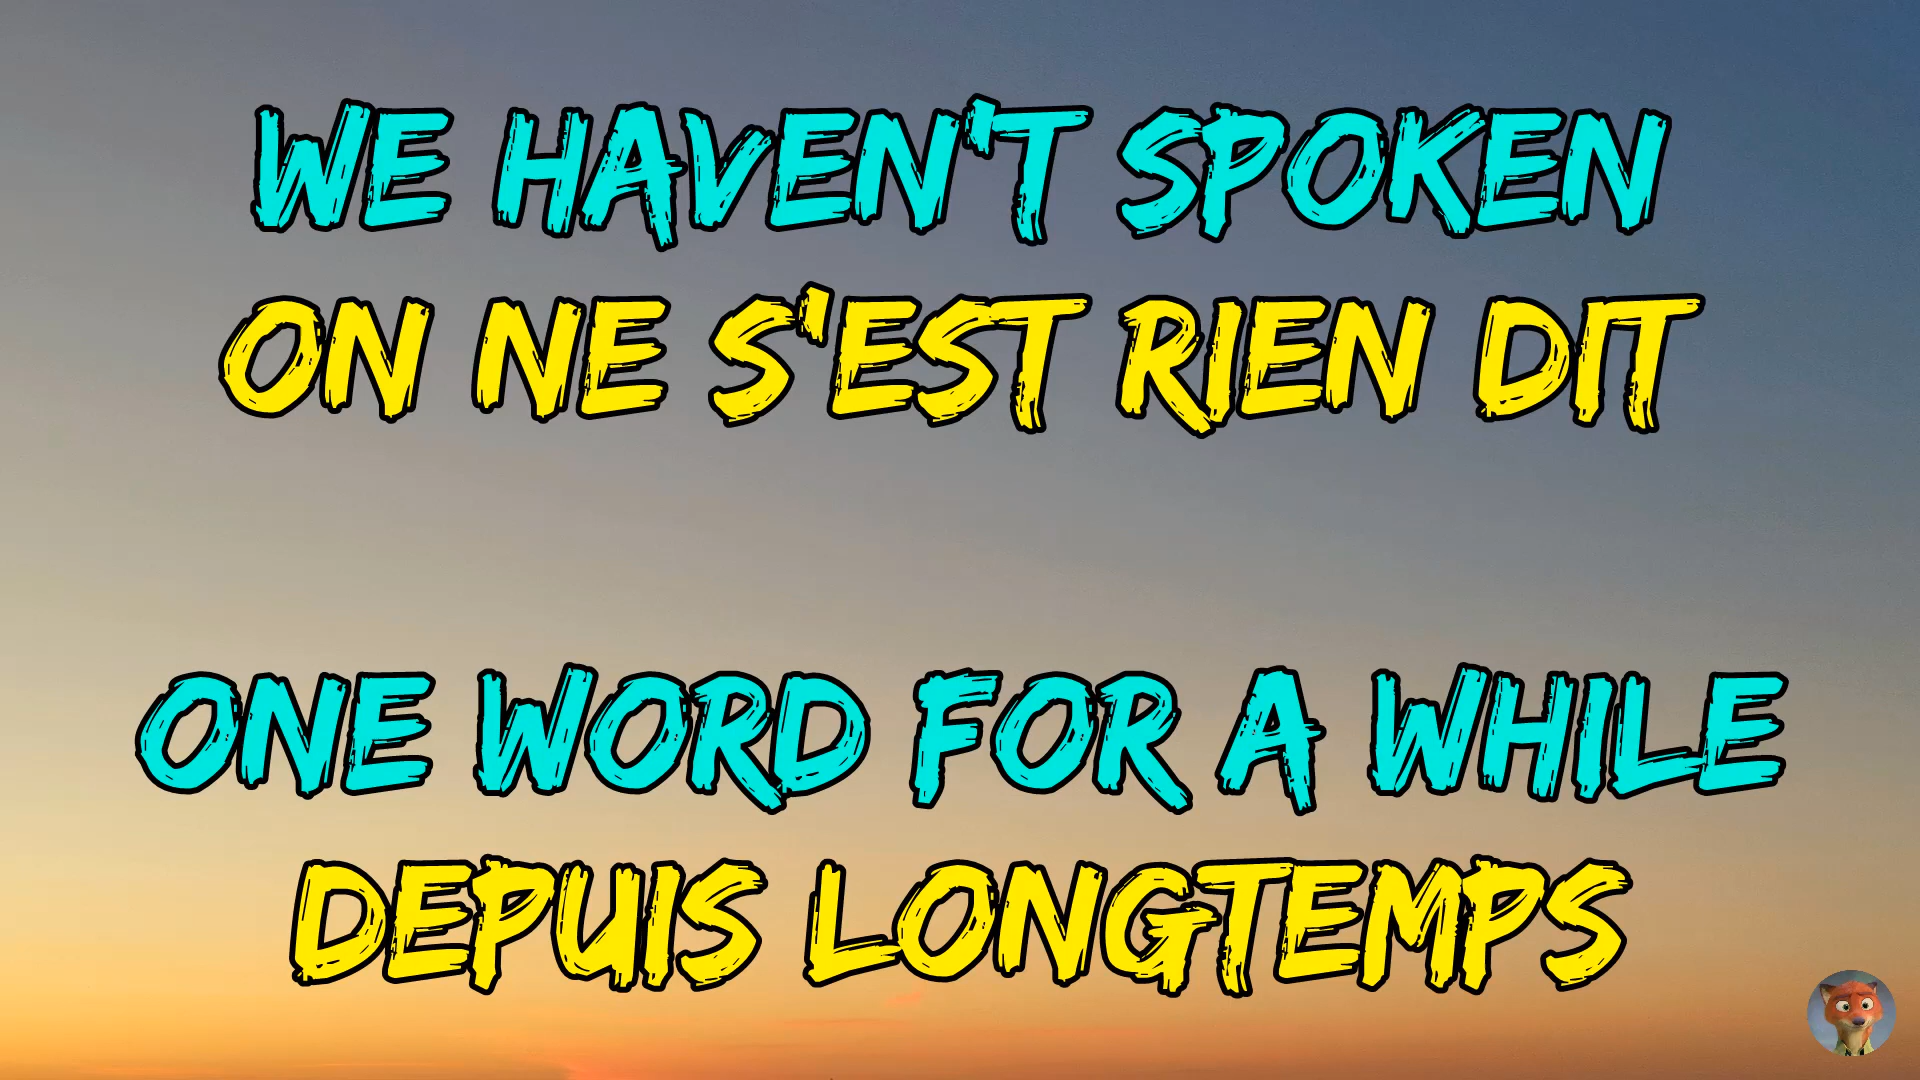 WE HAVEN'T SPOKEN
ON NE S'EST RIEN DIT
ONE WORD FOR A WHILE
DEPUIS LONGTEMPS